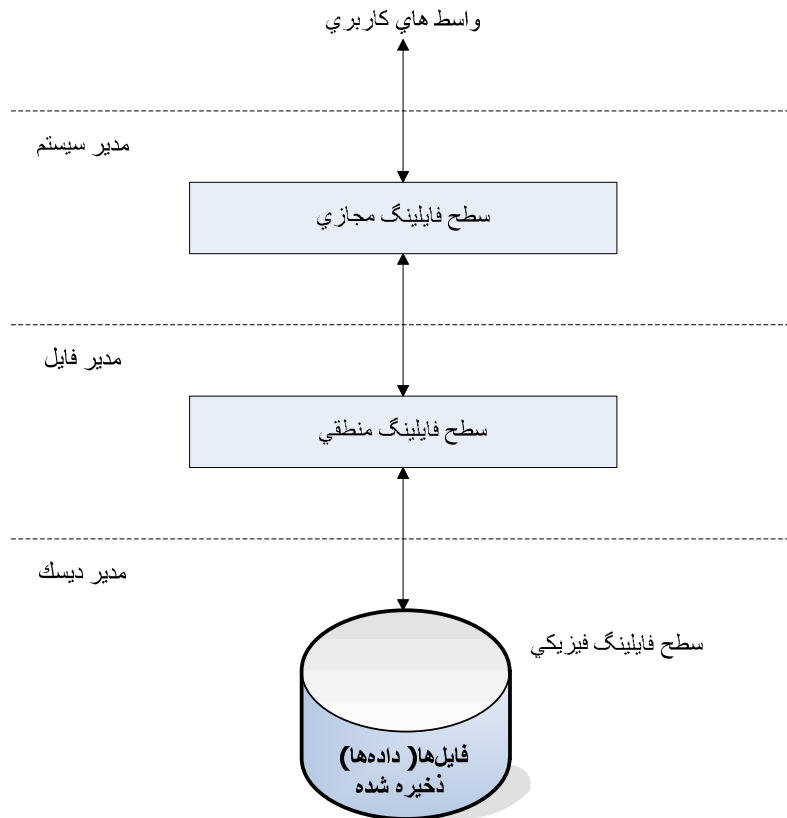 واسط هاي كاربري
مدير سيستم
سطح فايلينگ مجازي
مدير فايل
سطح فايلينگ منطقي
مدير ديسك
سطح فايلينگ فيزيكي
فايل‌ها( داده‌ها)
ذخيره شده